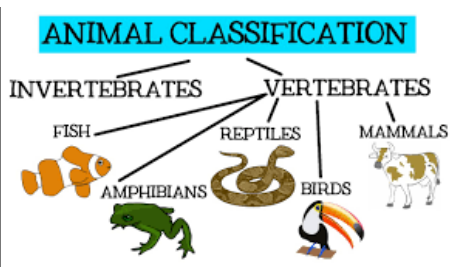 ANIMAL CLASSIFICATION
INVERTEBRATES
VERTEBRATES
FISH
REPTILES
MAMMALS
AMPHIBIANS
BIRDS